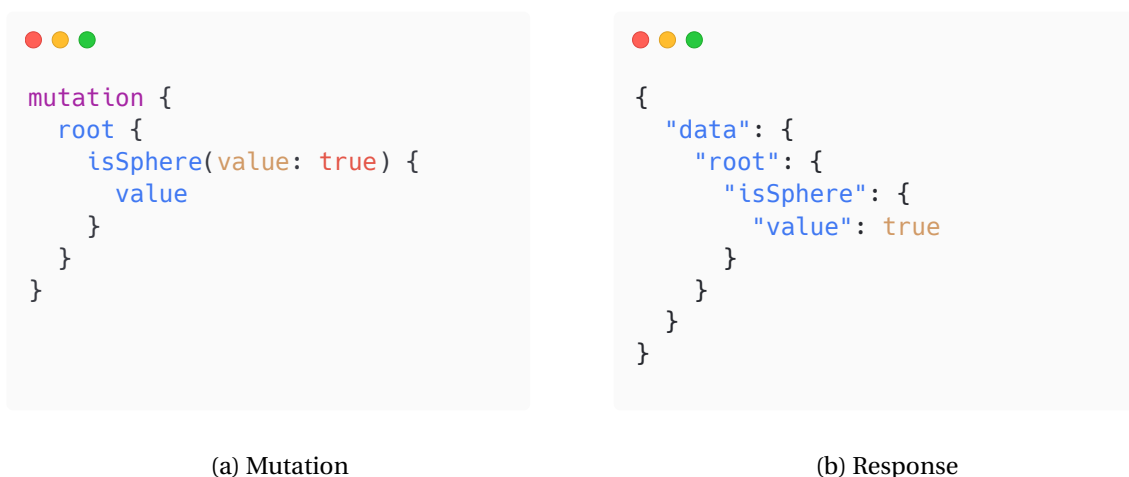 mutation {
  root {
    isSphere(value: true) {
      value
    }
  }
}
(a) Mutation
{
  "data": {
    "root": {
      "isSphere": {
        "value": true
      }
    }
  }
}
(b) Response